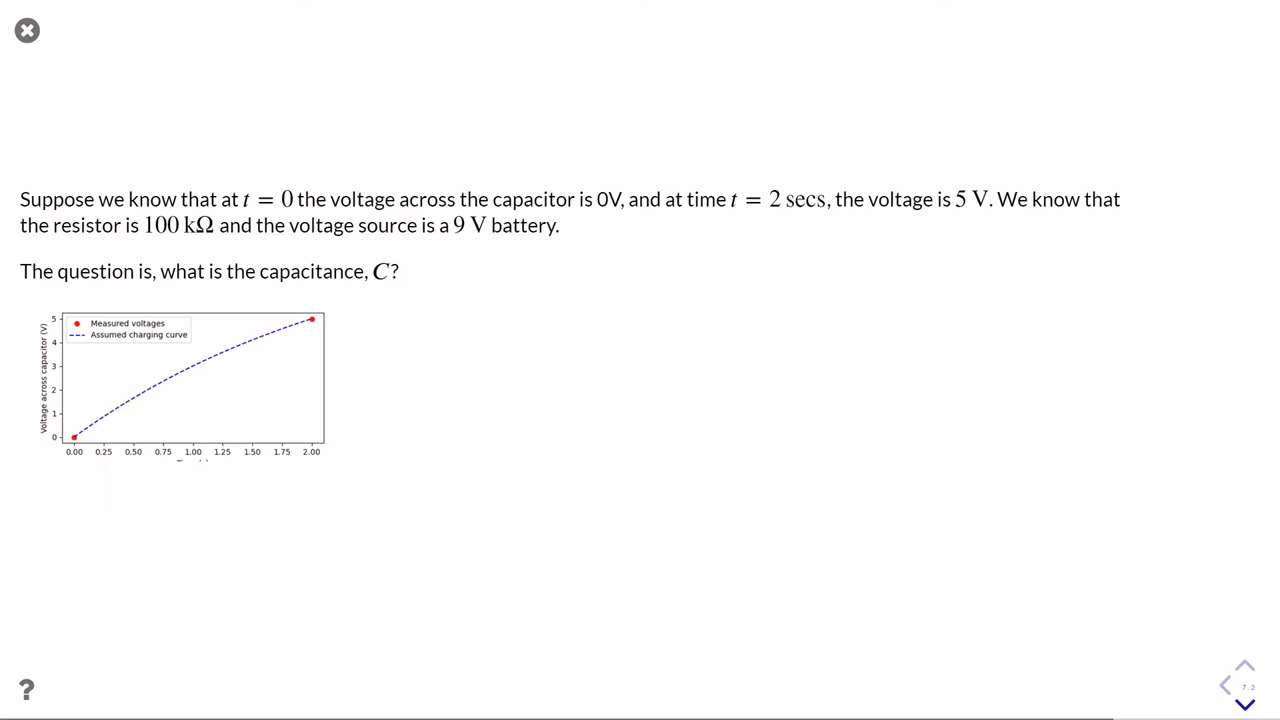 Suppose we know that at t = 0 the voltage across the capacitor is 0V, and at time t = 2 secs, the voltage is 5 V. We know that
the resistor is 100 kΩ and the voltage source is a 9 V battery.
The question is, what is the capacitance, C?
Measured voltages
Assumed charging curve
Voltage across capacitor (V)
5
4
3
2
1
0
0.00 0.25 0.50 0.75 1.00 1.25 1.50 1.75 2.00
?
7.2